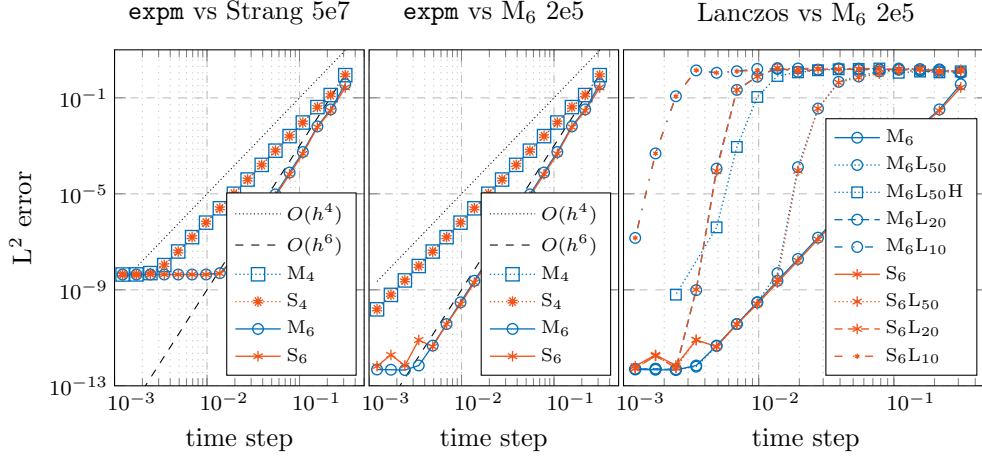 expm vs Strang 5e7
expm vs M₆ 2e5
Lanczos vs M₆ 2e5
L² error
10⁻¹
10⁻⁵
10⁻⁹
10⁻¹³
O(h⁴)
O(h⁶)
M₄
S₄
M₆
S₆
10⁻³ 10⁻² 10⁻¹
time step
O(h⁴)
O(h⁶)
M₄
S₄
M₆
S₆
10⁻³ 10⁻² 10⁻¹
time step
M₆
M₆L₅₀
M₆L₅₀H
M₆L₂₀
M₆L₁₀
S₆
S₆L₅₀
S₆L₂₀
S₆L₁₀
10⁻³ 10⁻² 10⁻¹
time step